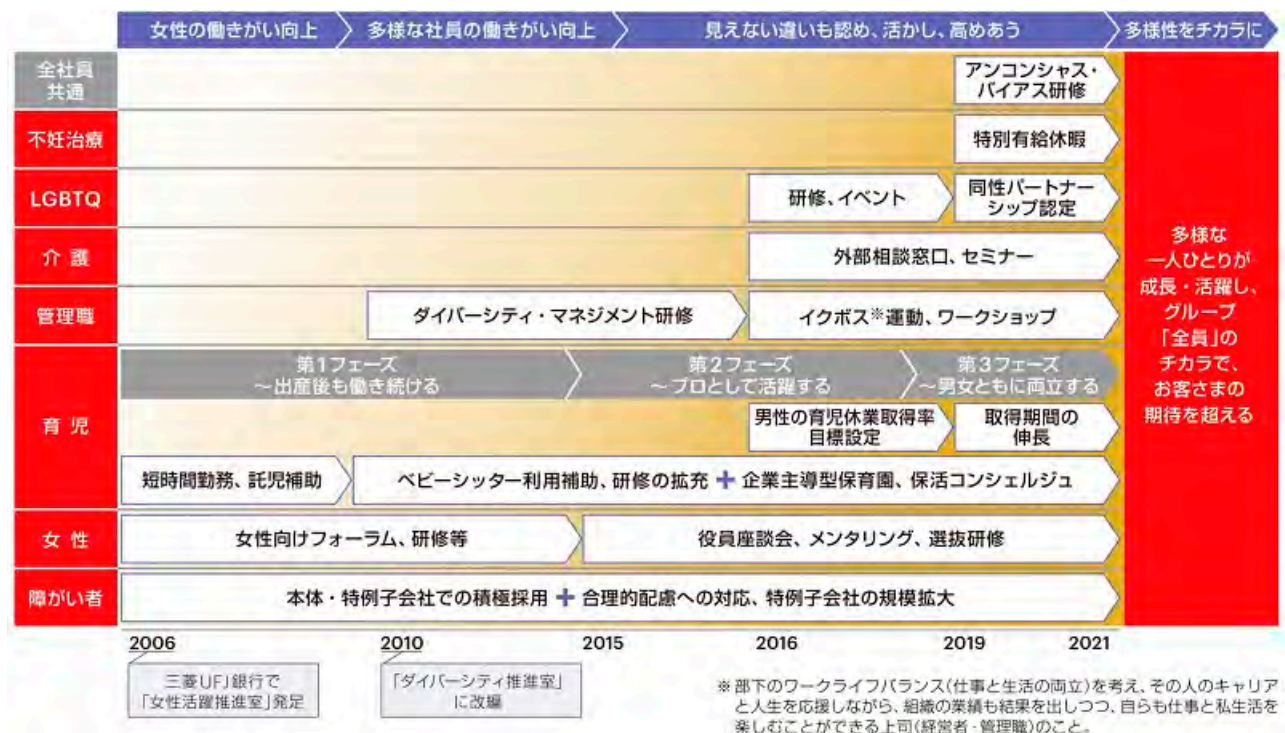 女性の働きがい向上
多様な社員の働きがい向上
見えない違いも認め、活かし、高めあう
多様性をチカラに
全社員
共通
アンコンシャス・
バイアス研修
不妊治療
特別有給休暇
LGBTQ
研修、イベント
同性パートナー
シップ認定
介 護
外部相談窓口、セミナー
管理職
ダイバーシティ・マネジメント研修
イクボス※運動、ワークショップ
育 児
第1フェーズ
~出産後も働き続ける
第2フェーズ
~プロとして活躍する
第3フェーズ
~男女ともに両立する
男性の育児休業取得率
目標設定
取得期間の
伸長
短時間勤務、託児補助
ベビーシッター利用補助、研修の拡充 + 企業主導型保育園、保活コンシェルジュ
女 性
女性向けフォーラム、研修等
役員座談会、メンタリング、選抜研修
障がい者
本体・特例子会社での積極採用 + 合理的配慮への対応、特例子会社の規模拡大
多様な
一人ひとりが
成長・活躍し、
グループ
「全員」の
チカラで、
お客さまの
期待を超える
2006
2010
2015
2016
2019
2021
三菱UFJ銀行で
「女性活躍推進室」発足
「ダイバーシティ推進室」
に改編
※ 部下のワークライフバランス(仕事と生活の両立)を考え、その人のキャリア
と人生を応援しながら、組織の業績も結果を出しつつ、自らも仕事と私生活を
楽しむことができる上司(経営者・管理職)のこと。